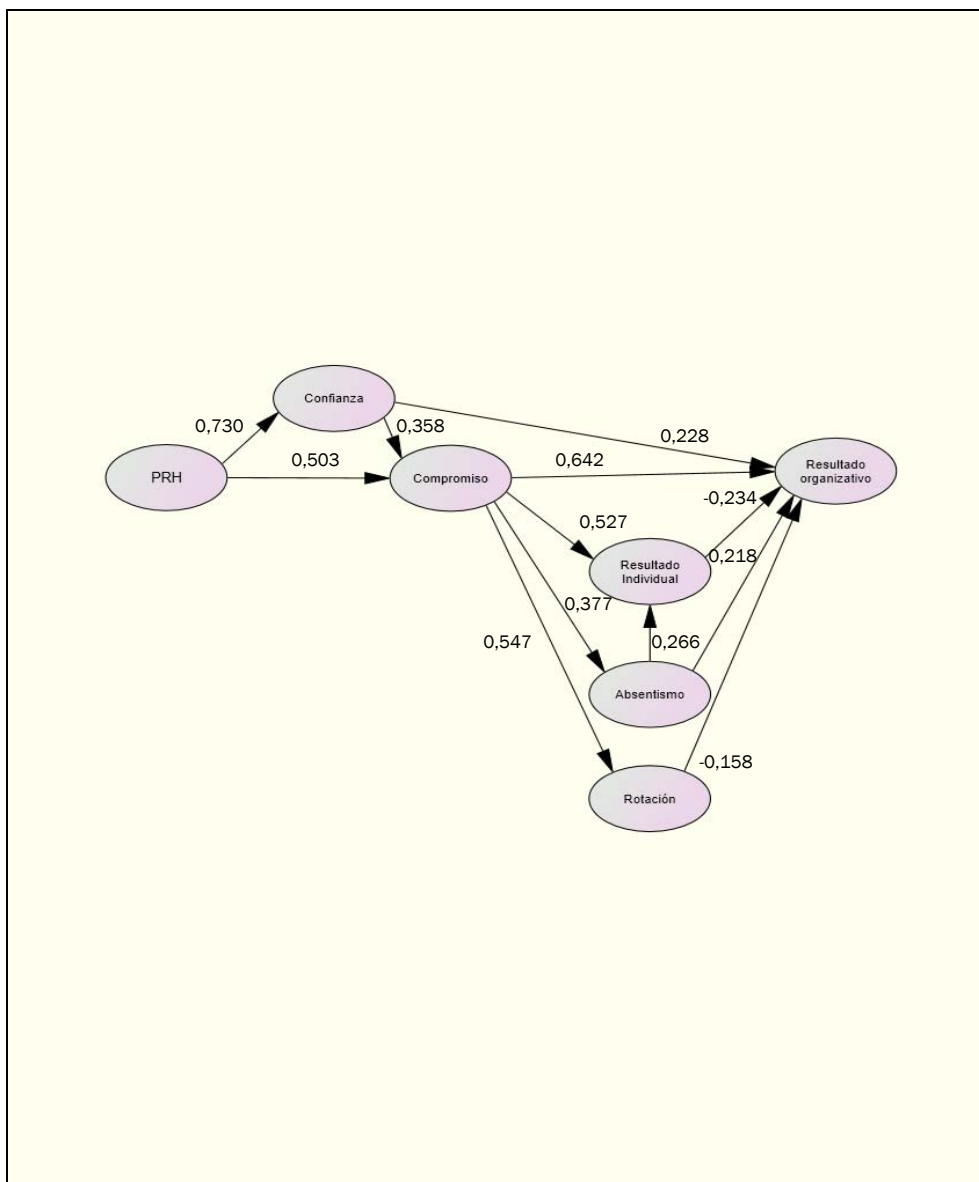 Confianza
0,730
0,358
0,228
PRH
0,503
Compromiso
0,642
Resultado
organizativo
-0,234
0,527
Resultado
Individual
0,218
0,377
0,547
0,266
Absentismo
-0,158
Rotación